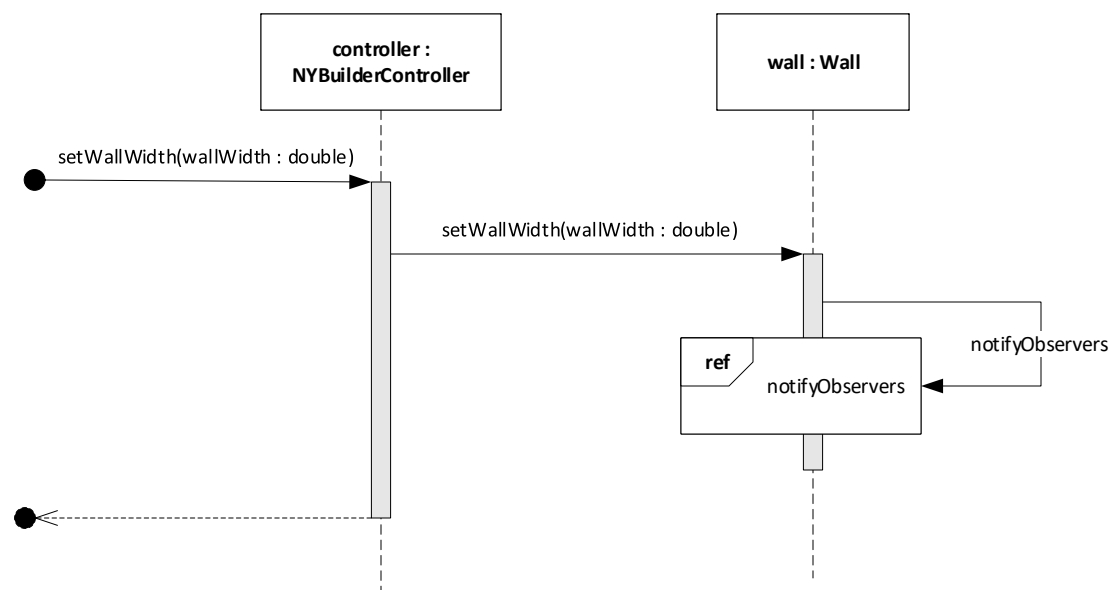 controller :
NYBuilderController
wall : Wall
setWallWidth(wallWidth : double)
setWallWidth(wallWidth : double)
notifyObservers
ref
notifyObservers